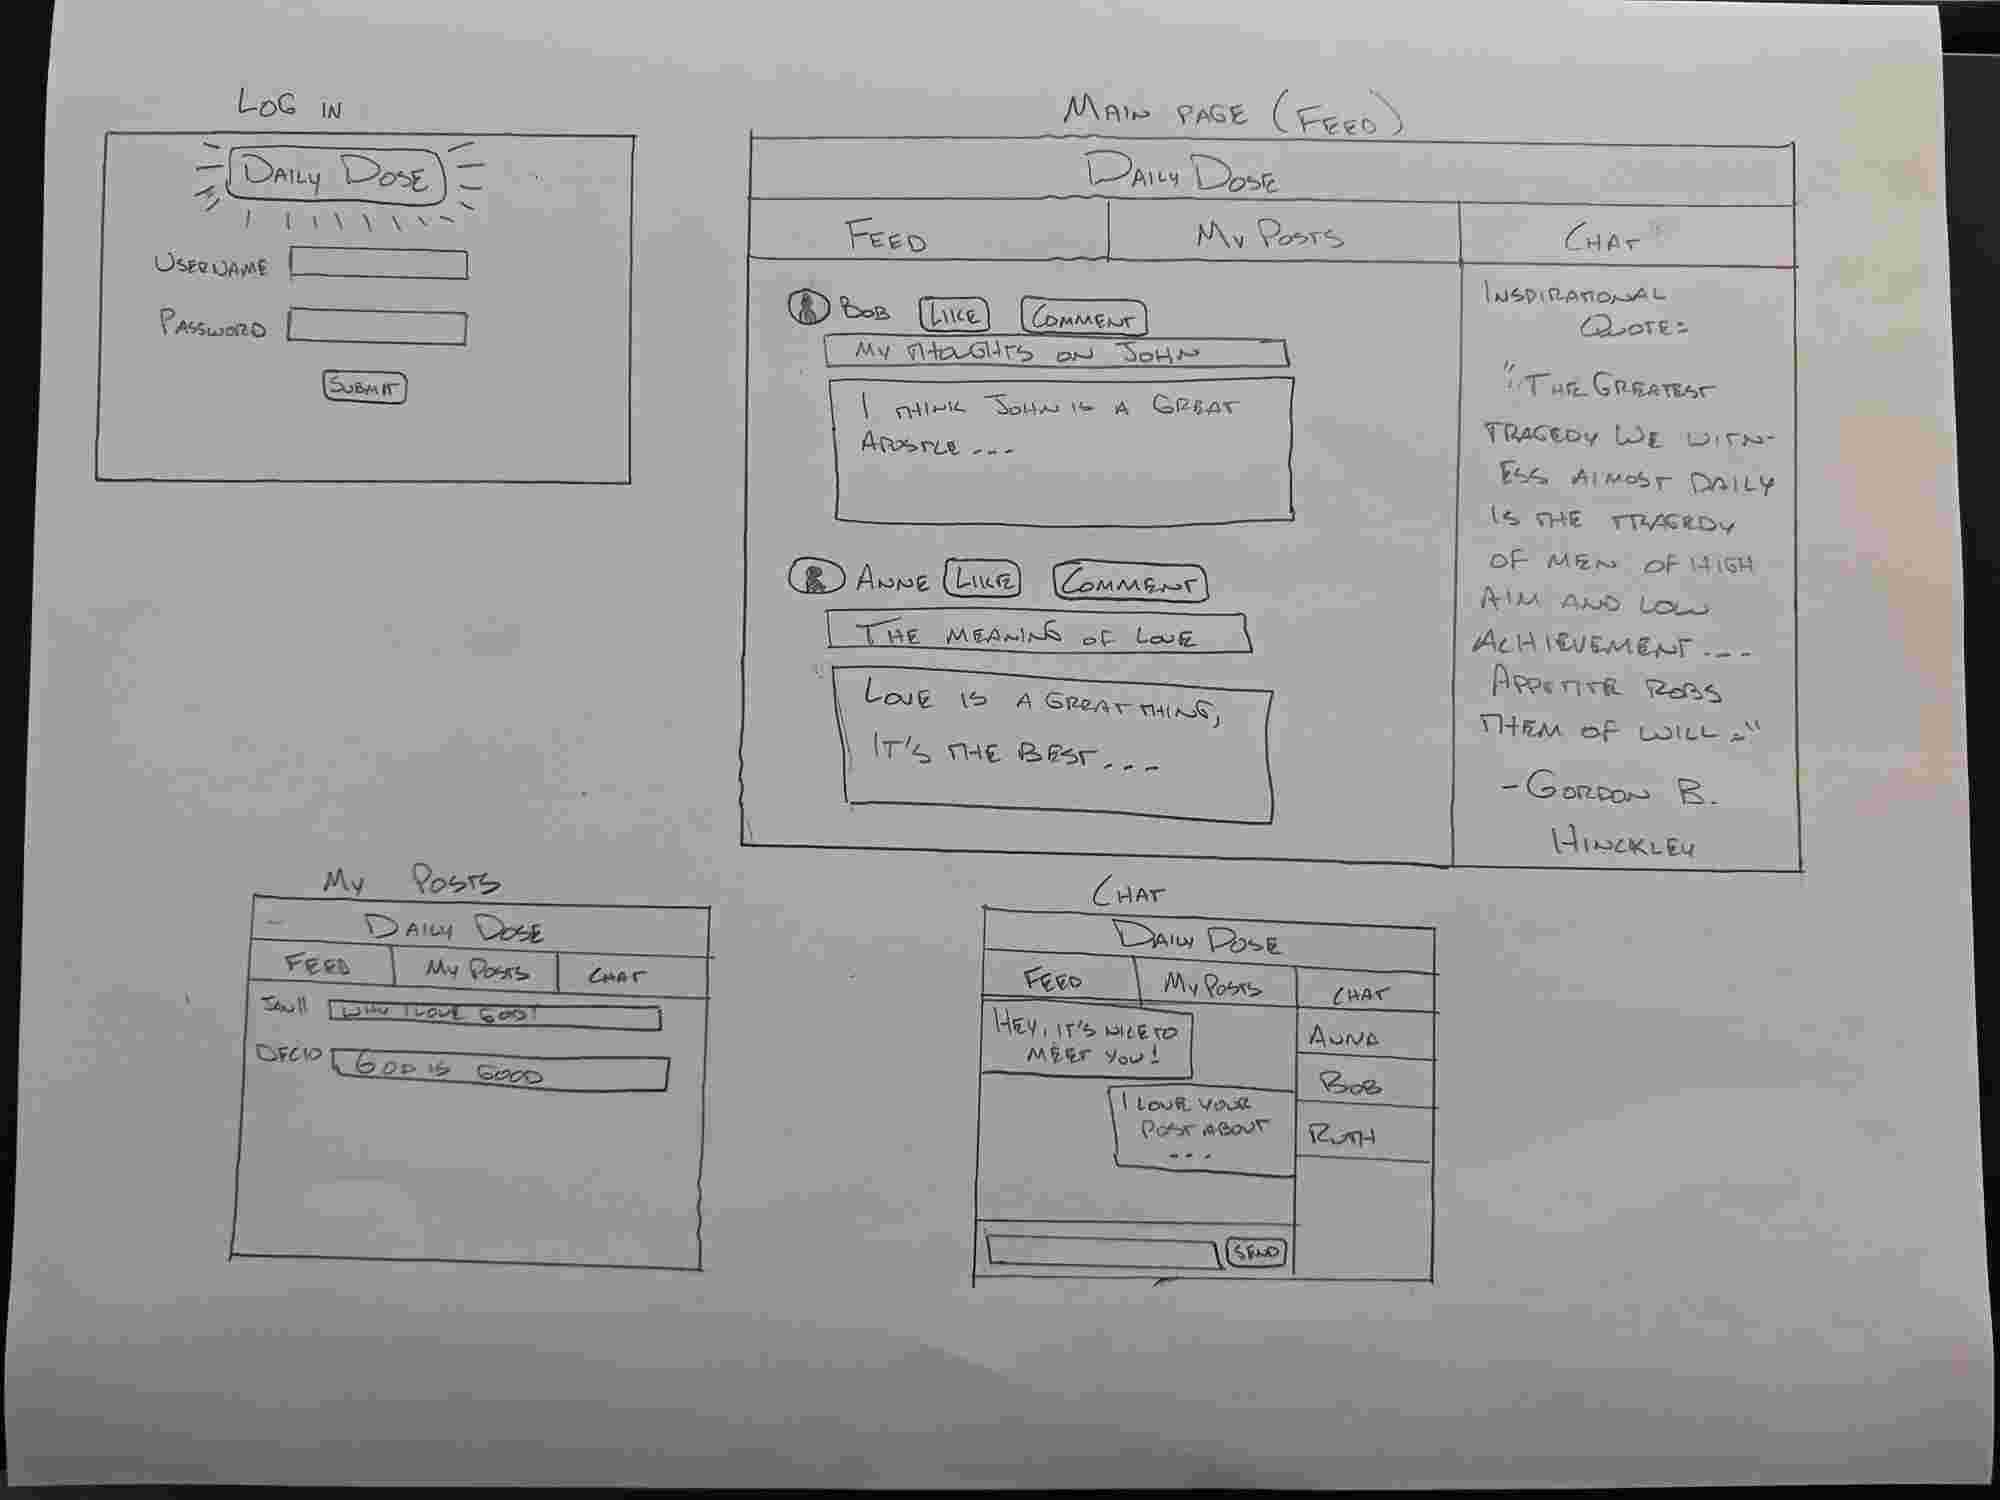 LOG IN
DAILY DOSE
USERNAME
PASSWORD
SUBMIT
MAIN PAGE (FEED)
DAILY DOSE
FEED MY POSTS CHAT
BOB LIKE COMMENT
MY THOUGHTS ON JOHN
I THINK JOHN IS A GREAT
APOSTLE ...
ANNE LIKE COMMENT
THE MEANING OF LOVE
LOVE IS A GREAT THING,
IT'S THE BEST ...
INSPIRATIONAL
QUOTE:
"THE GREATEST
TRAGEDY WE WITN-
ESS ALMOST DAILY
IS THE TRAGEDY
OF MEN OF HIGH
AIM AND LOW
ACHIEVEMENT ...
APPETITE ROBS
THEM OF WILL."
- GORDON B.
HINCKLEY
MY POSTS
DAILY DOSE
FEED MY POSTS CHAT
JAN 11 WHY I LOVE GOD!
DEC 10 GOD IS GOOD
CHAT
DAILY DOSE
FEED MY POSTS CHAT
HEY, IT'S NICE TO
MEET YOU!
I LOVE YOUR
POST ABOUT
...
SEND
ANNA
BOB
RUTH